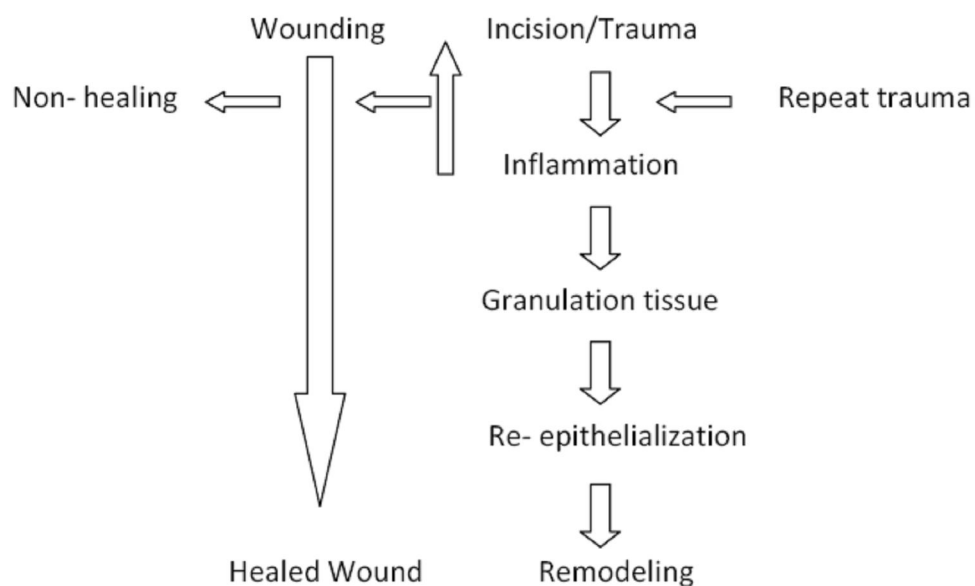 Wounding
Incision/Trauma
Non- healing
Repeat trauma
Inflammation
Granulation tissue
Re- epithelialization
Healed Wound
Remodeling